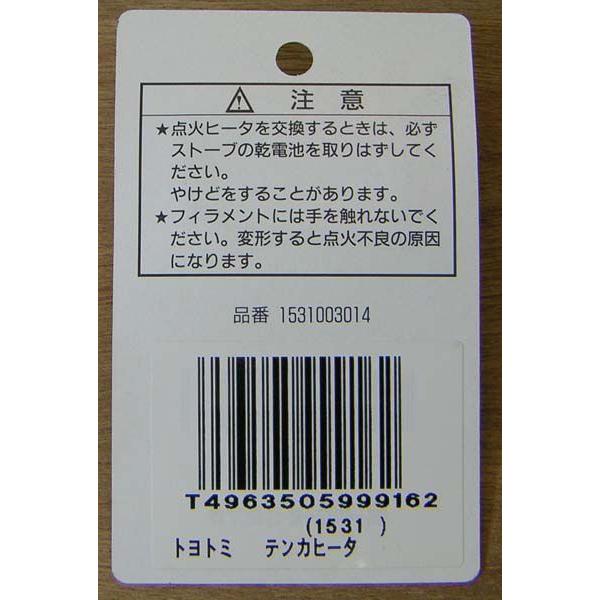 注意
★点火ヒータを交換するときは、必ず
ストーブの乾電池を取りはずしてく
ださい。
やけどをすることがあります。
★フィラメントには手を触れないでく
ださい。変形すると点火不良の原因
になります。
品番 1531003014
T4963505999162
(1531 )
トヨトミ テンカヒータ